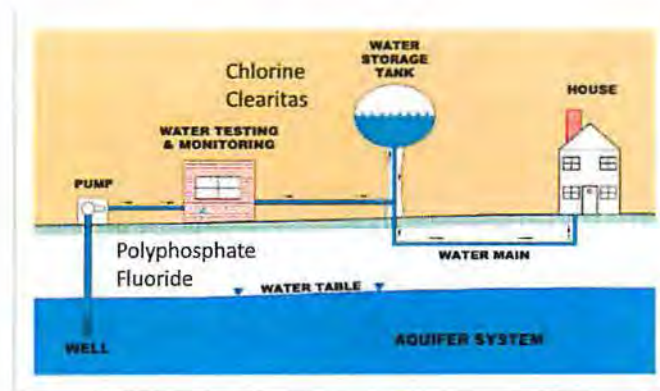 WATER
STORAGE
TANK
Chlorine
Clearitas
HOUSE
WATER TESTING
& MONITORING
PUMP
Polyphosphate
Fluoride
WATER MAIN
WATER TABLE
WELL
AQUIFER SYSTEM